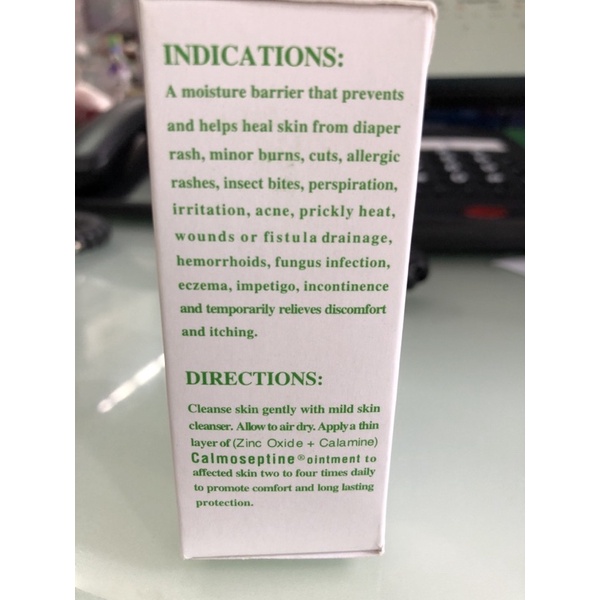 INDICATIONS:
A moisture barrier that prevents
and helps heal skin from diaper
rash, minor burns, cuts, allergic
rashes, insect bites, perspiration,
irritation, acne, prickly heat,
wounds or fistula drainage,
hemorrhoids, fungus infection,
eczema, impetigo, incontinence
and temporarily relieves discomfort
and itching.
DIRECTIONS:
Cleanse skin gently with mild skin
cleanser. Allow to air dry. Apply a thin
layer of (Zinc Oxide + Calamine)
Calmoseptine® ointment to
affected skin two to four times daily
to promote comfort and long lasting
protection.